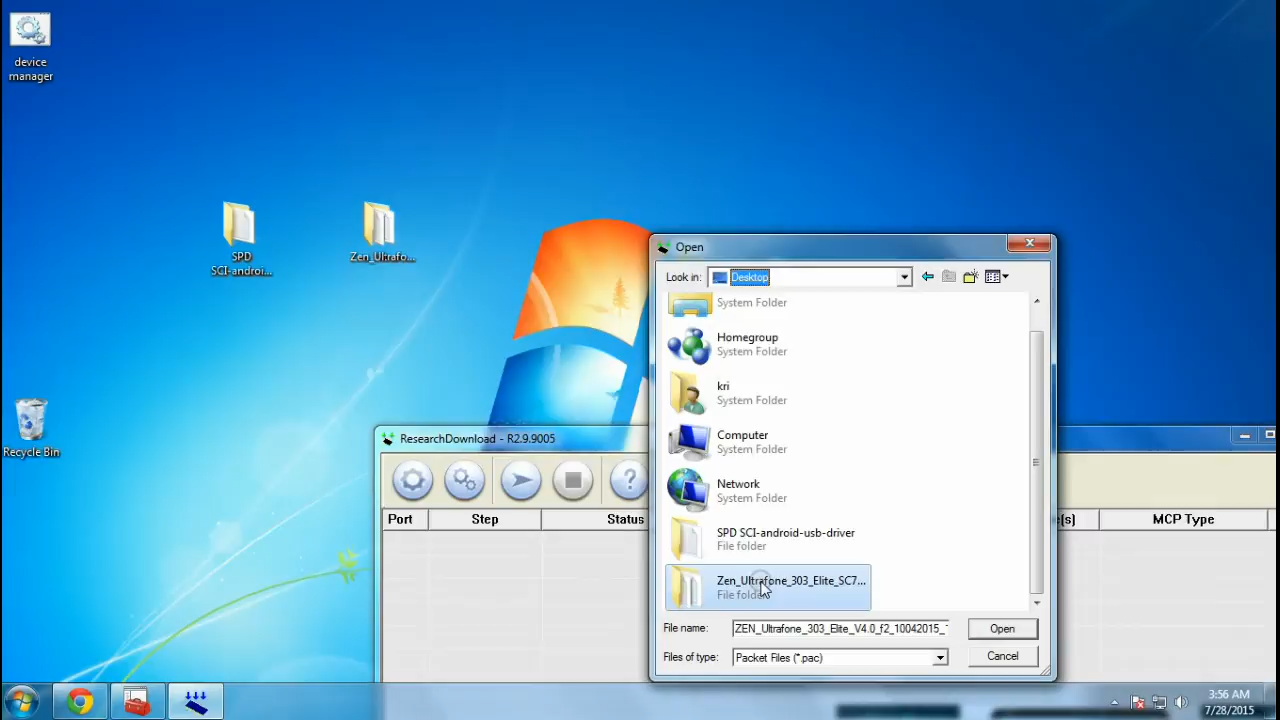 device
manager
SPD
SCI-androi...
Zen_Ultrafo...
Recycle Bin
Open
Look in:
Desktop
System Folder
Homegroup
System Folder
kri
System Folder
Computer
System Folder
Network
System Folder
SPD SCI-android-usb-driver
File folder
Zen_Ultrafone_303_Elite_SC7...
File folder
File name:
ZEN_Ultrafone_303_Elite_V4.0_f2_10042015_
Open
Files of type:
Packet Files (*.pac)
Cancel
ResearchDownload - R2.9.9005
Port
Step
Status
e(s)
MCP Type
3:56 AM
7/28/2015